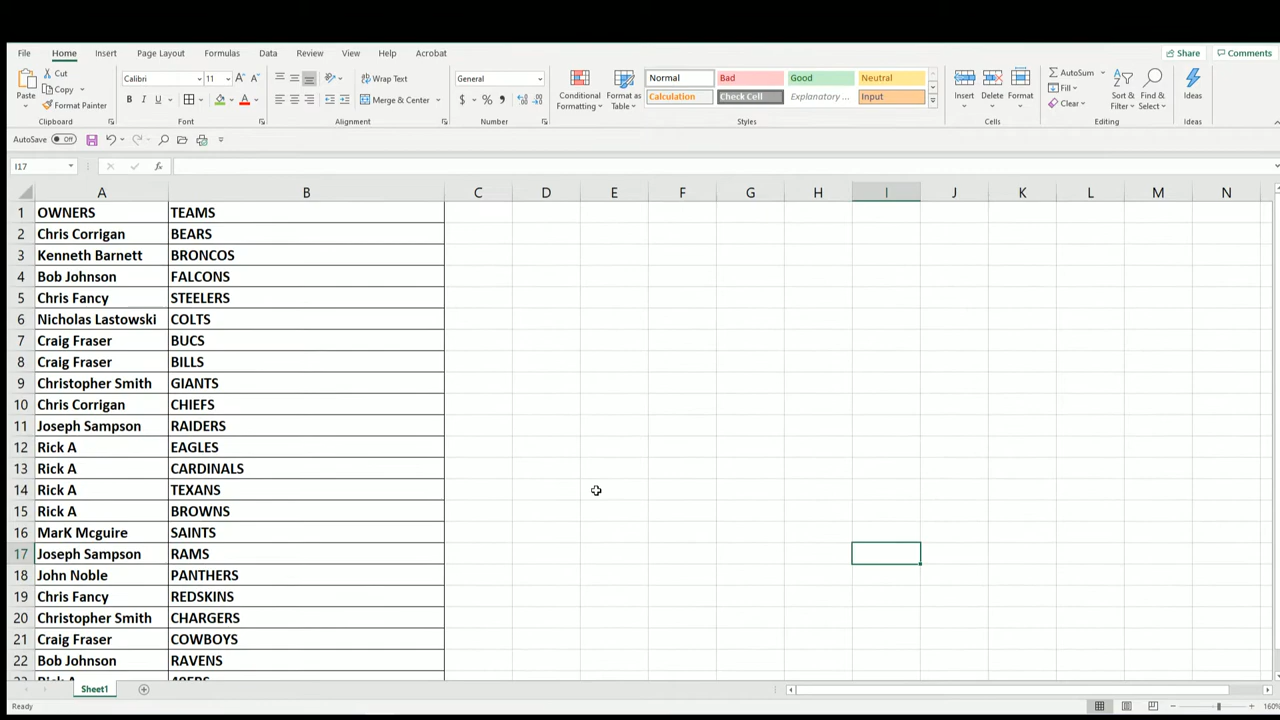 File Home Insert Page Layout Formulas Data Review View Help Acrobat Share Comments
Cut Calibri 11 Wrap Text General Normal Bad Good Neutral AutoSum
Copy Calculation Check Cell Explanatory ... Input Fill
Paste Format Painter B I U Merge & Center $ % Conditional Formatting Format as Table Insert Delete Format Clear Sort & Filter Find & Select Ideas
Clipboard Font Alignment Number Styles Cells Editing Ideas
AutoSave Off
I17 fx
A B C D E F G H I J K L M N
1 OWNERS TEAMS
2 Chris Corrigan BEARS
3 Kenneth Barnett BRONCOS
4 Bob Johnson FALCONS
5 Chris Fancy STEELERS
6 Nicholas Lastowski COLTS
7 Craig Fraser BUCS
8 Craig Fraser BILLS
9 Christopher Smith GIANTS
10 Chris Corrigan CHIEFS
11 Joseph Sampson RAIDERS
12 Rick A EAGLES
13 Rick A CARDINALS
14 Rick A TEXANS
15 Rick A BROWNS
16 MarK Mcguire SAINTS
17 Joseph Sampson RAMS
18 John Noble PANTHERS
19 Chris Fancy REDSKINS
20 Christopher Smith CHARGERS
21 Craig Fraser COWBOYS
22 Bob Johnson RAVENS
23 Rick A 49ERS
Sheet1
Ready 160%